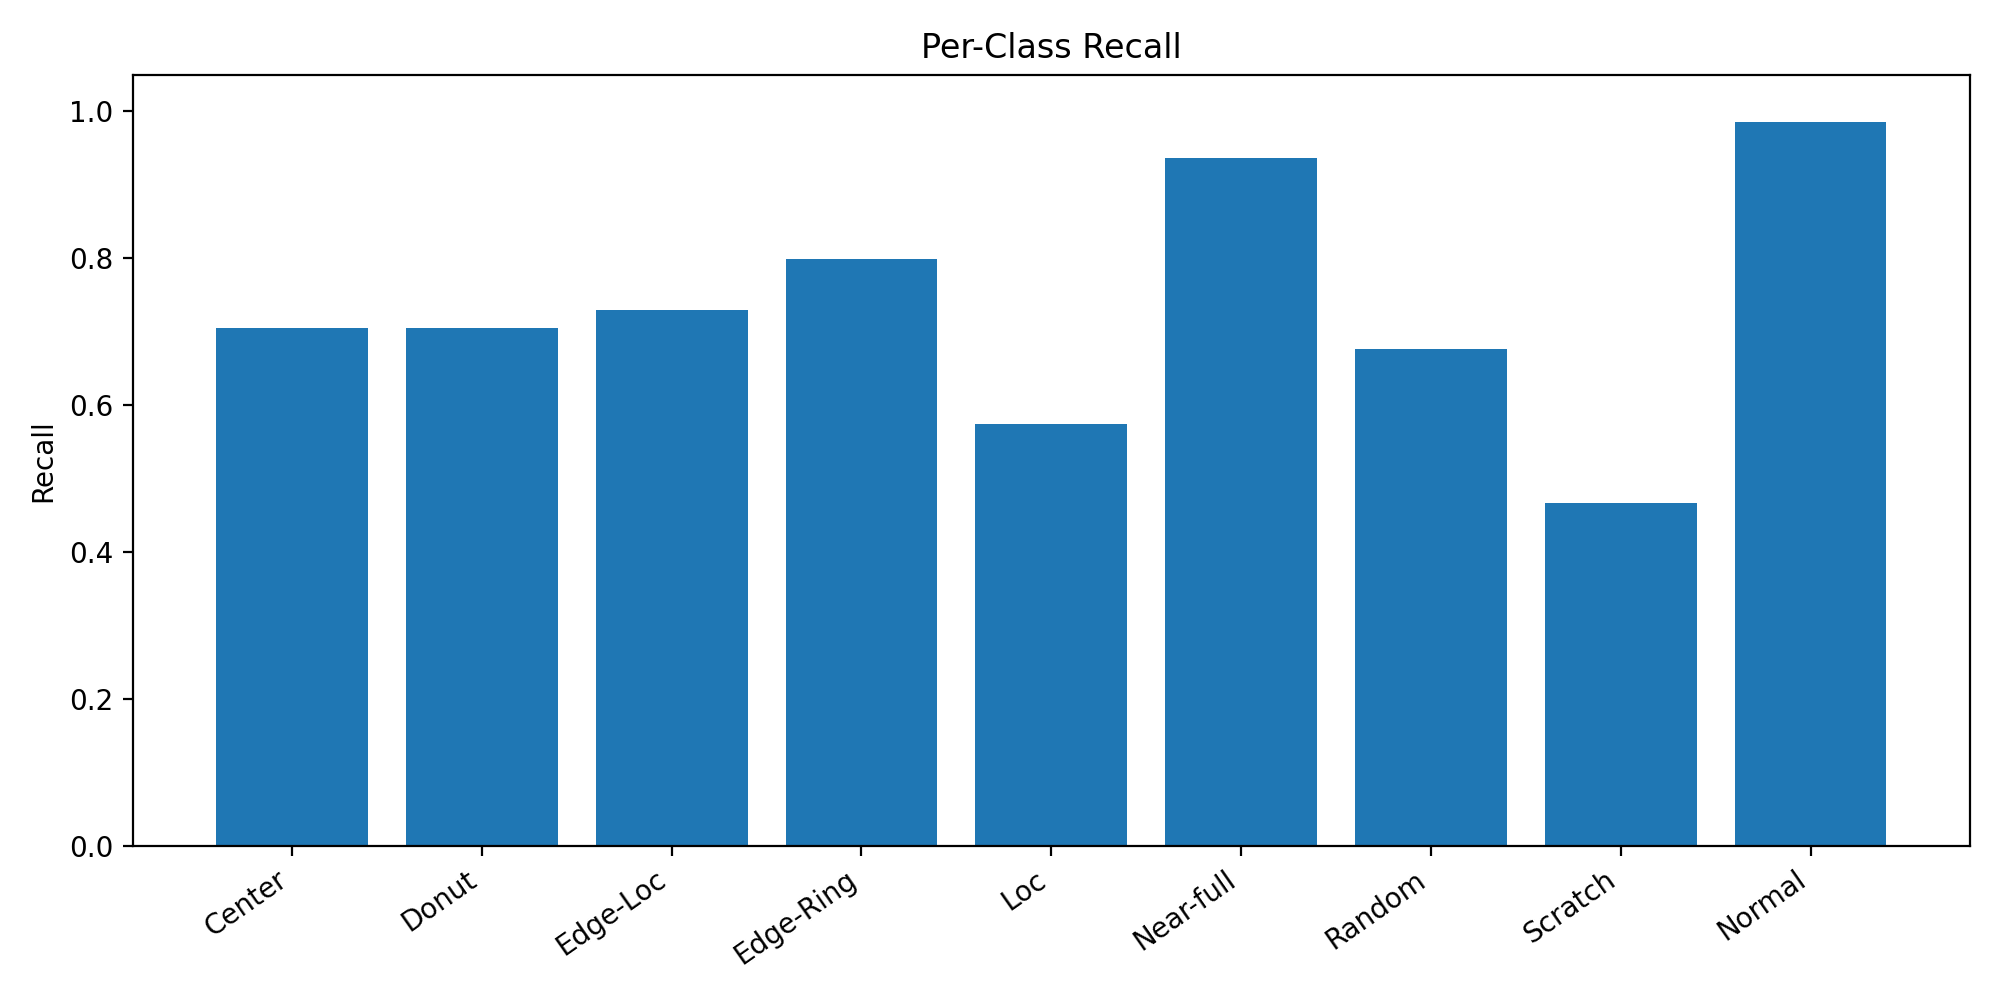 Per-Class Recall
1.0
0.8
0.6
0.4
0.2
0.0
Recall
Center
Donut
Edge-Loc
Edge-Ring
Loc
Near-full
Random
Scratch
Normal